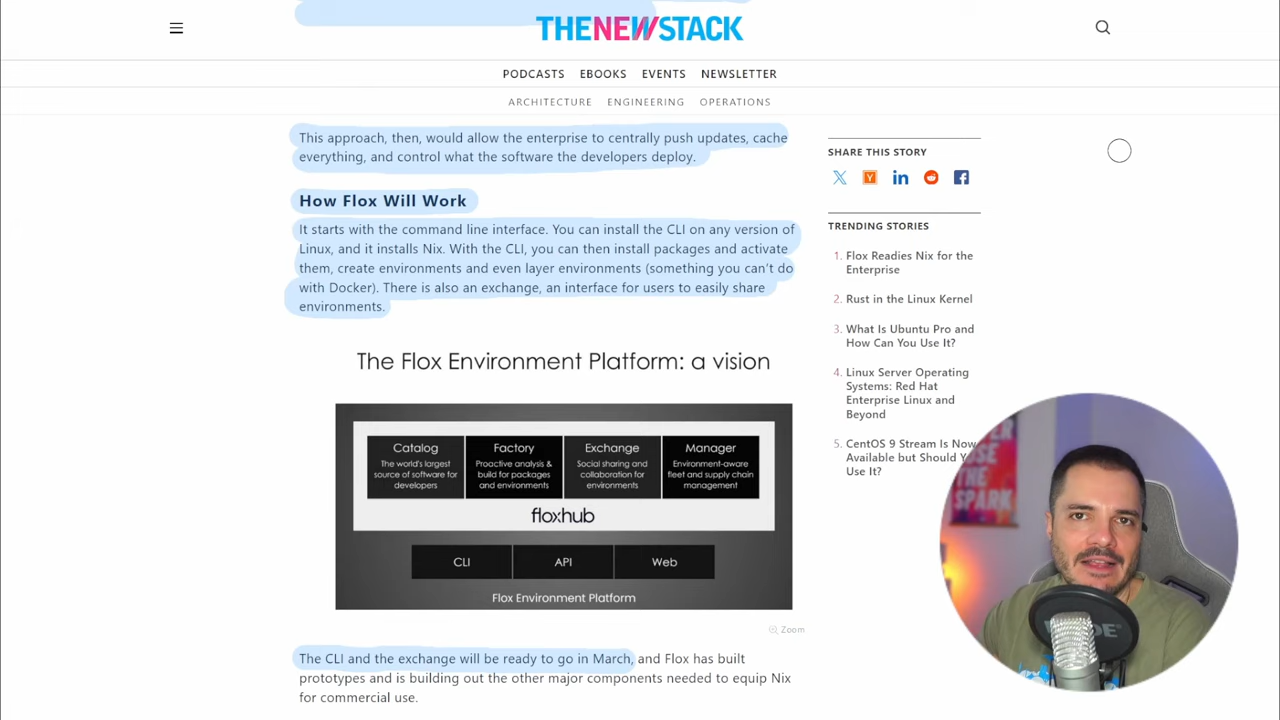 THENEWSTACK
PODCASTS EBOOKS EVENTS NEWSLETTER
ARCHITECTURE ENGINEERING OPERATIONS
This approach, then, would allow the enterprise to centrally push updates, cache
everything, and control what the software the developers deploy.
How Flox Will Work
It starts with the command line interface. You can install the CLI on any version of
Linux, and it installs Nix. With the CLI, you can then install packages and activate
them, create environments and even layer environments (something you can't do
with Docker). There is also an exchange, an interface for users to easily share
environments.
The Flox Environment Platform: a vision
Catalog
The world's largest
source of software for
developers
Factory
Proactive analysis &
build for packages
and environments
Exchange
Social sharing and
collaboration for
environments
Manager
Environment-aware
fleet and supply chain
management
floxhub
CLI API Web
Flox Environment Platform
Zoom
The CLI and the exchange will be ready to go in March, and Flox has built
prototypes and is building out the other major components needed to equip Nix
for commercial use.
SHARE THIS STORY
TRENDING STORIES
1. Flox Readies Nix for the
Enterprise
2. Rust in the Linux Kernel
3. What Is Ubuntu Pro and
How Can You Use It?
4. Linux Server Operating
Systems: Red Hat
Enterprise Linux and
Beyond
5. CentOS 9 Stream Is Now
Available but Should
Use It?
THE SPARK